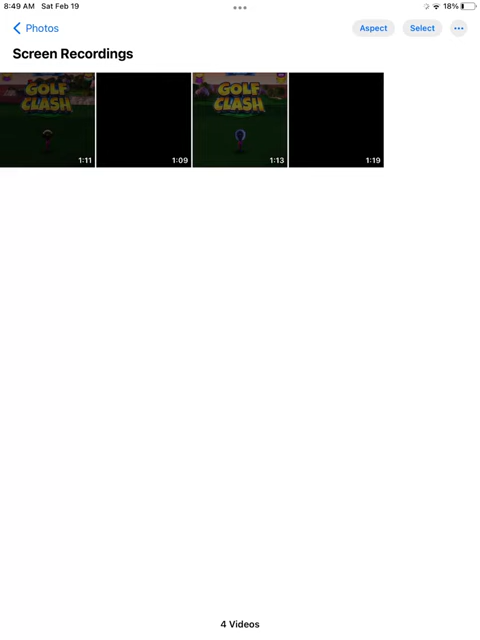 8:49 AM Sat Feb 19
18%
Photos
Aspect
Select
Screen Recordings
GOLF
CLASH
1:11
1:09
GOLF
CLASH
1:13
1:19
4 Videos